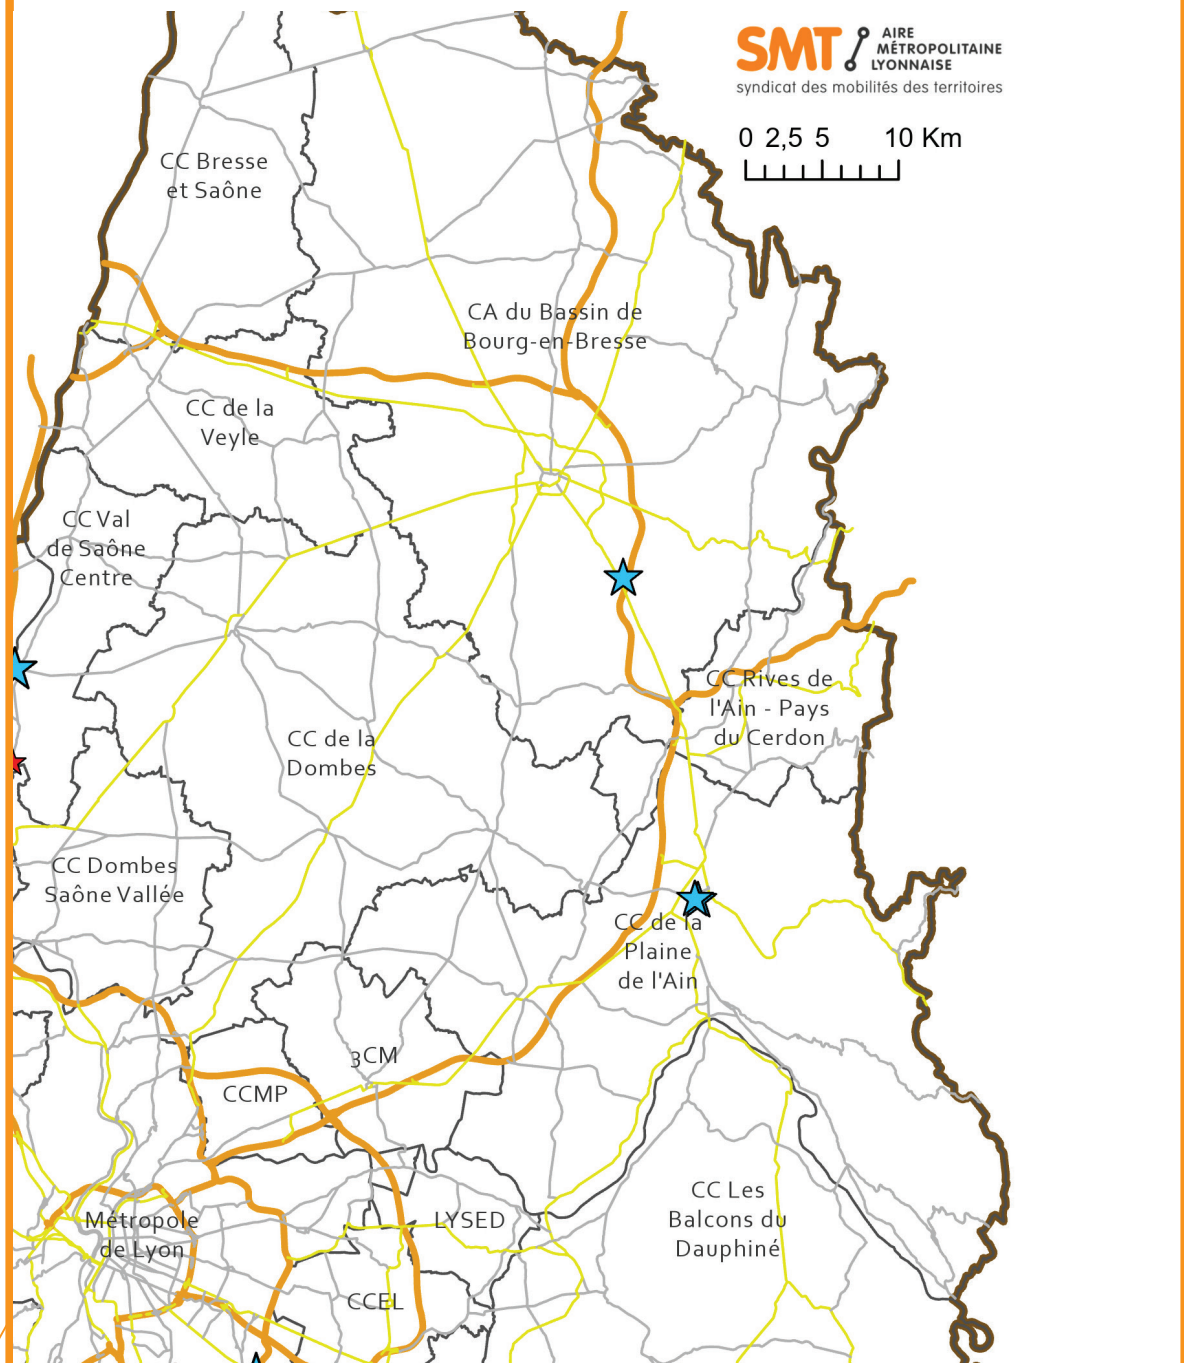 SMT
AIRE
MÉTROPOLITAINE
LYONNAISE
syndicat des mobilités des territoires
0 2,5 5 10 Km
CC Bresse
et Saône
CA du Bassin de
Bourg-en-Bresse
CC de la
Veyle
CC Val
de Saône
Centre
CC Rives de
l'Ain - Pays
du Cerdon
CC de la
Dombes
CC Dombes
Saône Vallée
CC de la
Plaine
de l'Ain
3CM
CCMP
CC Les
Balcons du
Dauphiné
Métropole
de Lyon
LYSED
CCEL